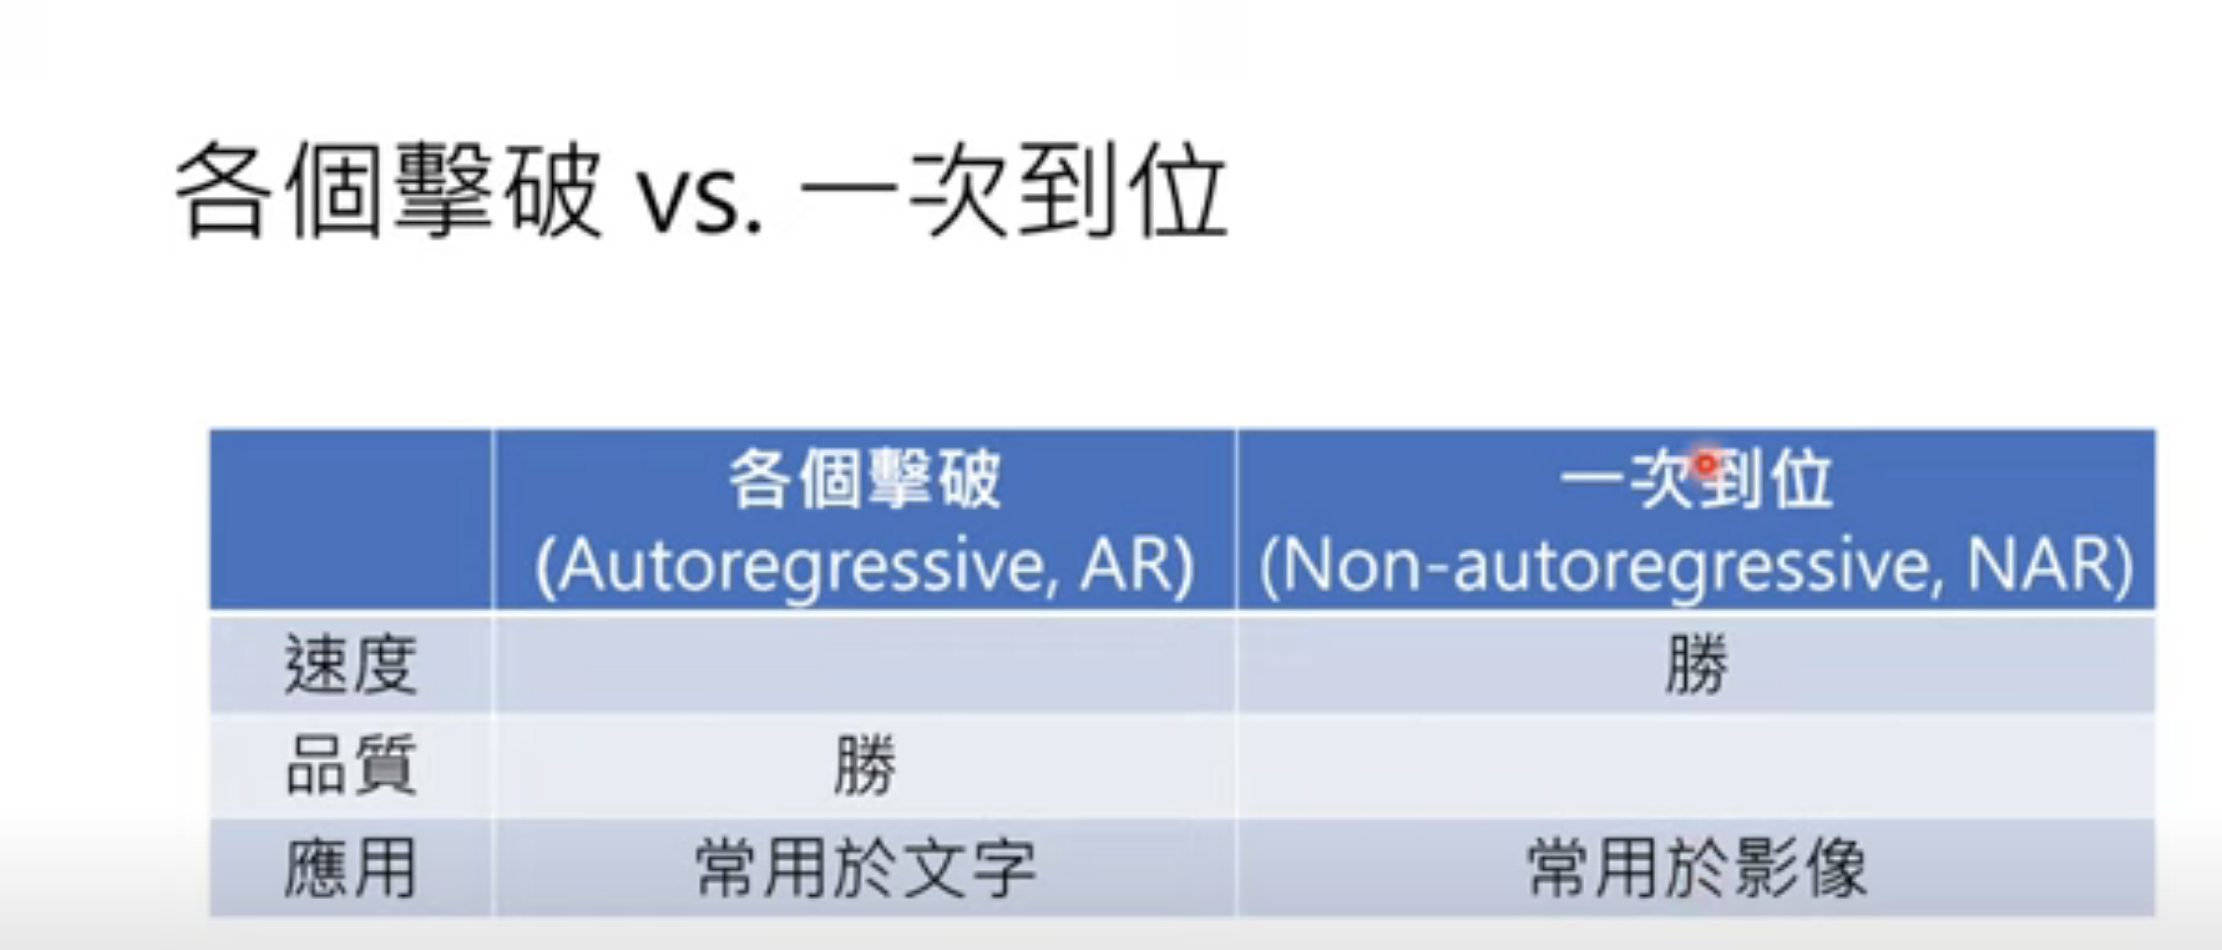 各個擊破 vs. 一次到位
各個擊破 一次到位
(Autoregressive, AR) (Non-autoregressive, NAR)
速度 勝
品質 勝
應用 常用於文字 常用於影像